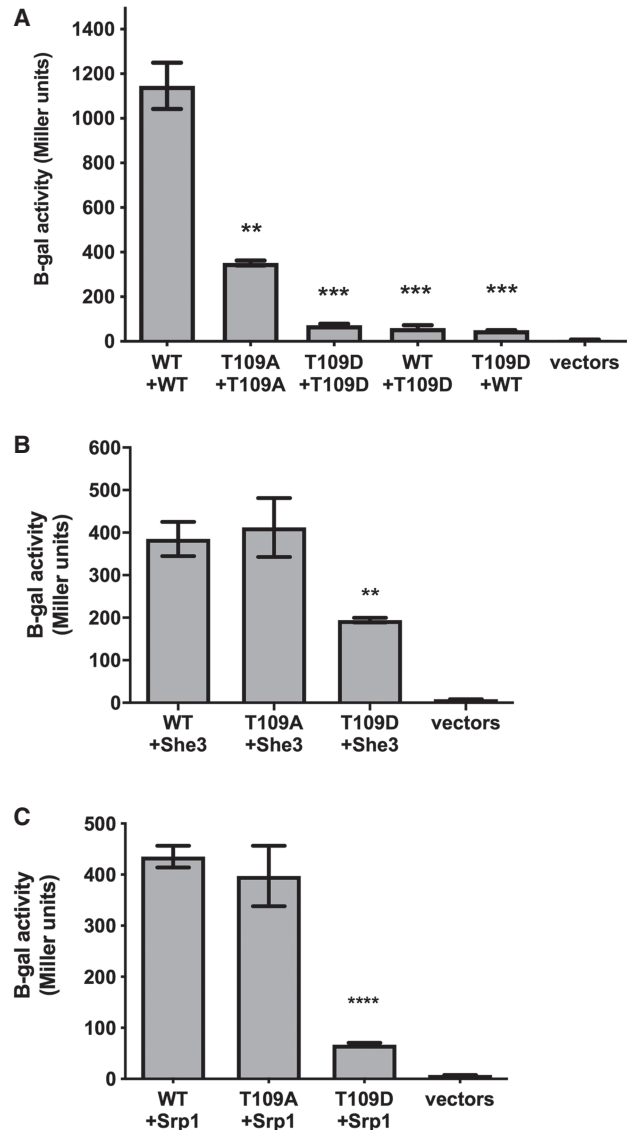 A
B-gal activity (Miller units)
1400
1200
1000
800
600
400
200
0
**
***
***
***
WT
+WT
T109A
+T109A
T109D
+T109D
WT
+T109D
T109D
+WT
vectors
B
B-gal activity
(Miller units)
600
500
400
300
200
100
0
**
WT
+She3
T109A
+She3
T109D
+She3
vectors
C
B-gal activity
(Miller units)
500
400
300
200
100
0
****
WT
+Srp1
T109A
+Srp1
T109D
+Srp1
vectors